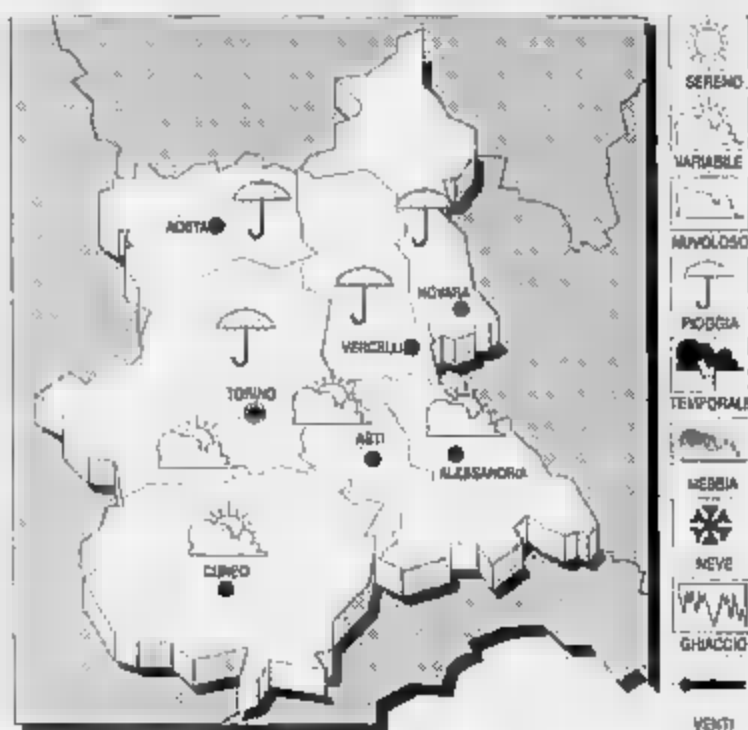 AOSTA
NOVARA
VERCELLI
TORINO
ASTI
ALESSANDRIA
CUNEO
SERENO
VARIABILE
NUVOLOSO
PIOGGIA
TEMPORALE
NEBBIA
NEVE
GHIACCIO
VENTI